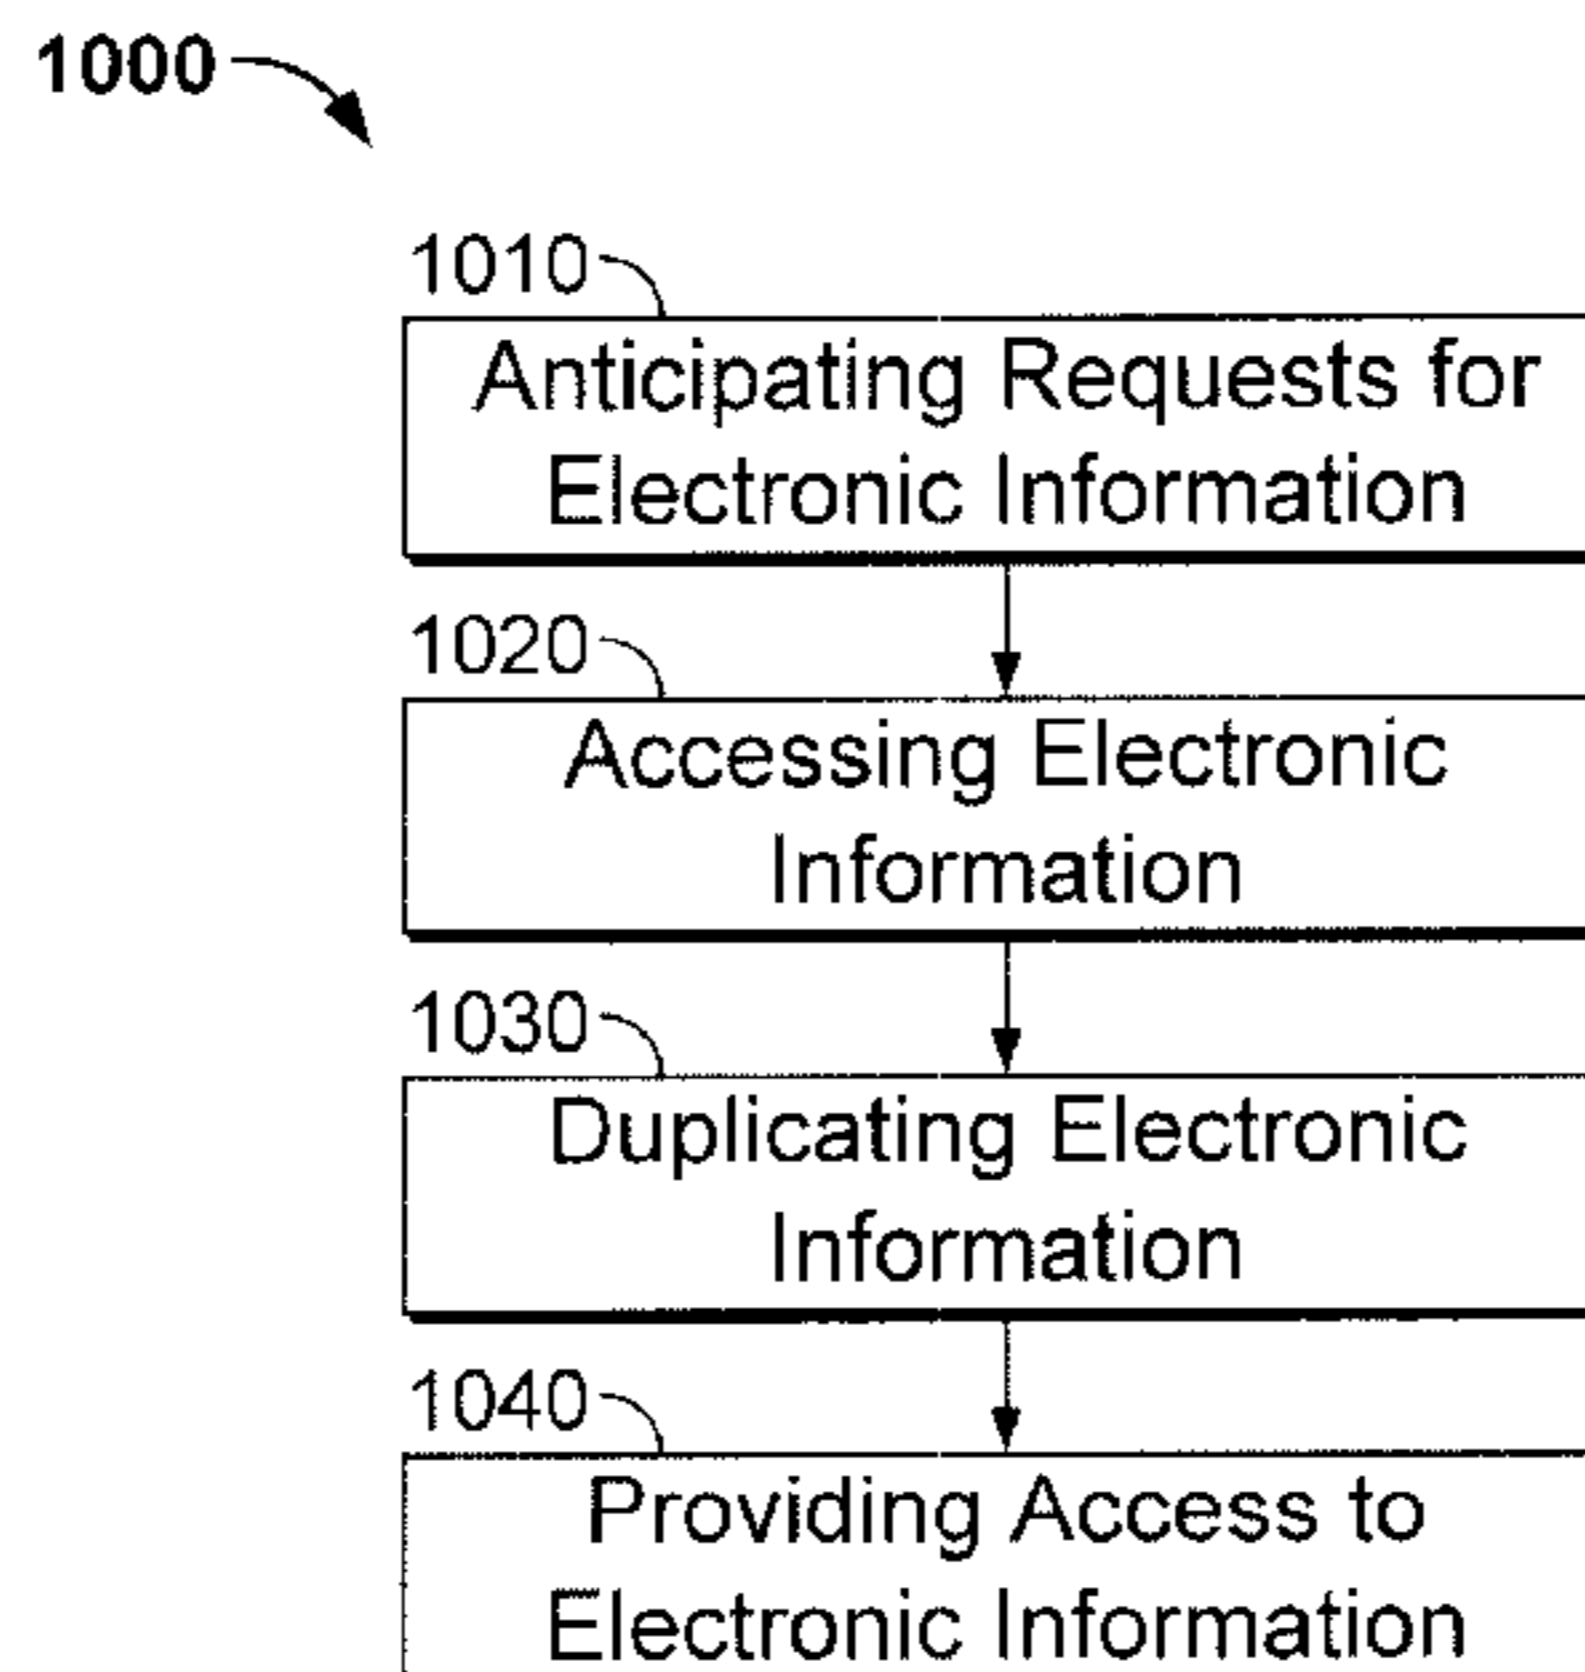 1000
1010
Anticipating Requests for
Electronic Information
1020
Accessing Electronic
Information
1030
Duplicating Electronic
Information
1040
Providing Access to
Electronic Information